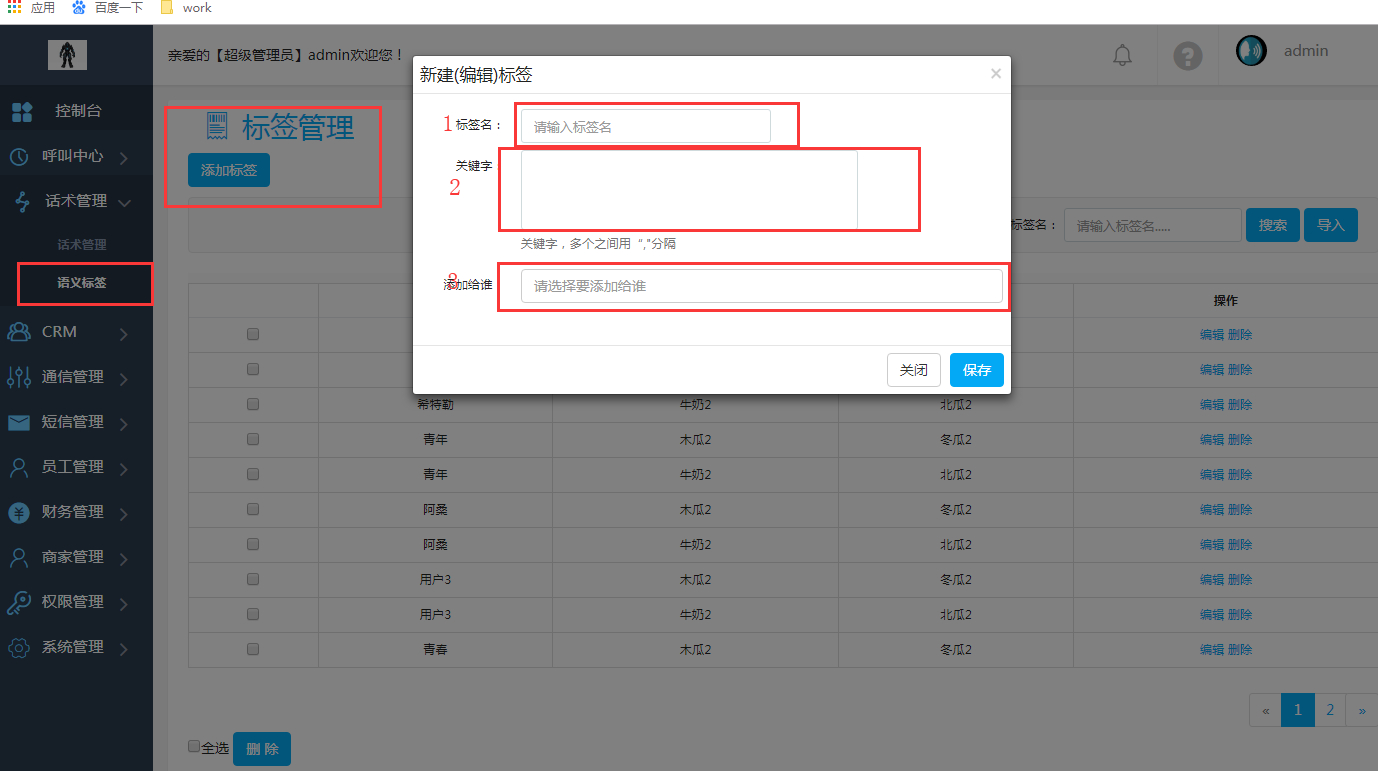 应用 百度一下 work
亲爱的【超级管理员】admin欢迎您！
admin
控制台
呼叫中心
话术管理
话术管理
语义标签
CRM
通信管理
短信管理
员工管理
财务管理
商家管理
权限管理
系统管理
标签管理
添加标签
标签名： 请输入标签名..... 搜索 导入
新建(编辑)标签 ×
1 标签名： 请输入标签名
关键字
2
关键字，多个之间用“,”分隔
3 添加给谁 请选择要添加给谁
关闭 保存
操作
编辑 删除
编辑 删除
希特勒 牛奶2 北瓜2 编辑 删除
青年 木瓜2 冬瓜2 编辑 删除
青年 牛奶2 北瓜2 编辑 删除
阿桑 木瓜2 冬瓜2 编辑 删除
阿桑 牛奶2 北瓜2 编辑 删除
用户3 木瓜2 冬瓜2 编辑 删除
用户3 牛奶2 北瓜2 编辑 删除
青春 木瓜2 冬瓜2 编辑 删除
« 1 2 »
全选 删 除